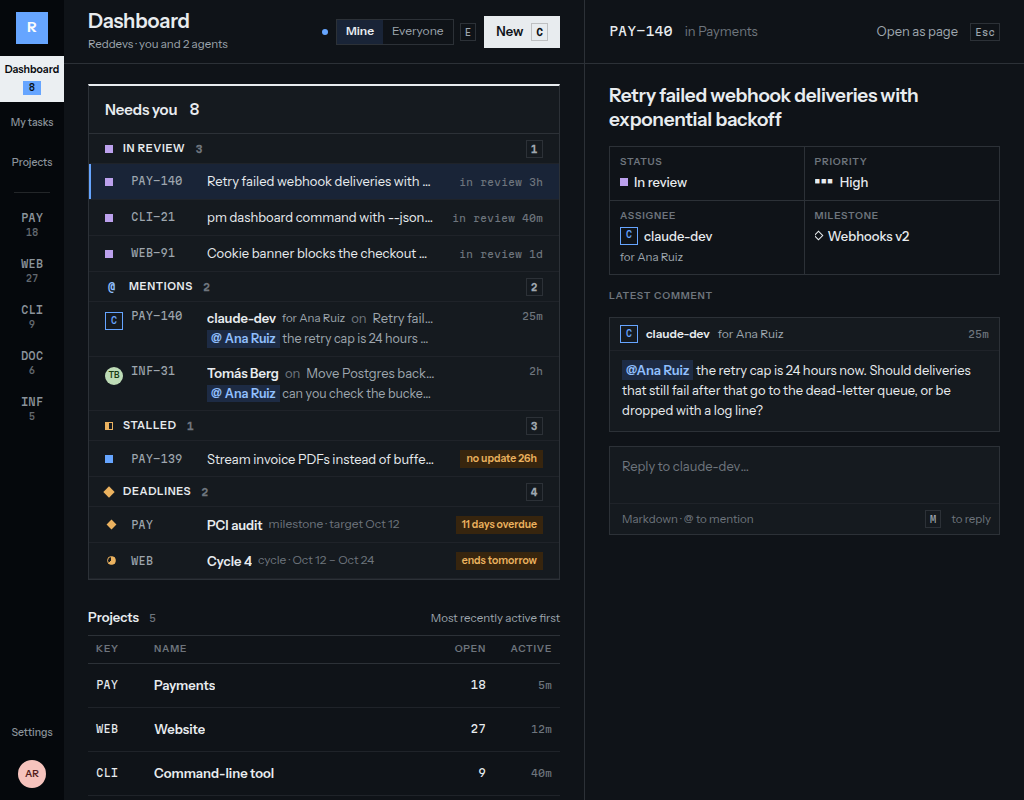 R
Dashboard
8
My tasks
Projects
PAY
18
WEB
27
CLI
9
DOC
6
INF
5
Settings
AR
Dashboard
Reddevs · you and 2 agents
Mine Everyone E New C
Needs you 8
IN REVIEW 3 1
PAY-140 Retry failed webhook deliveries with ... in review 3h
CLI-21 pm dashboard command with --json... in review 40m
WEB-91 Cookie banner blocks the checkout ... in review 1d
@ MENTIONS 2 2
C PAY-140 claude-dev for Ana Ruiz on Retry fail... 25m
@ Ana Ruiz the retry cap is 24 hours ...
TB INF-31 Tomás Berg on Move Postgres back... 2h
@ Ana Ruiz can you check the bucke...
STALLED 1 3
PAY-139 Stream invoice PDFs instead of buffe... no update 26h
DEADLINES 2 4
PAY PCI audit milestone · target Oct 12 11 days overdue
WEB Cycle 4 cycle · Oct 12 – Oct 24 ends tomorrow
Projects 5 Most recently active first
KEY NAME OPEN ACTIVE
PAY Payments 18 5m
WEB Website 27 12m
CLI Command-line tool 9 40m
PAY-140 in Payments Open as page Esc
Retry failed webhook deliveries with
exponential backoff
STATUS PRIORITY
In review High
ASSIGNEE MILESTONE
C claude-dev Webhooks v2
for Ana Ruiz
LATEST COMMENT
C claude-dev for Ana Ruiz 25m
@Ana Ruiz the retry cap is 24 hours now. Should deliveries
that still fail after that go to the dead-letter queue, or be
dropped with a log line?
Reply to claude-dev...
Markdown · @ to mention M to reply